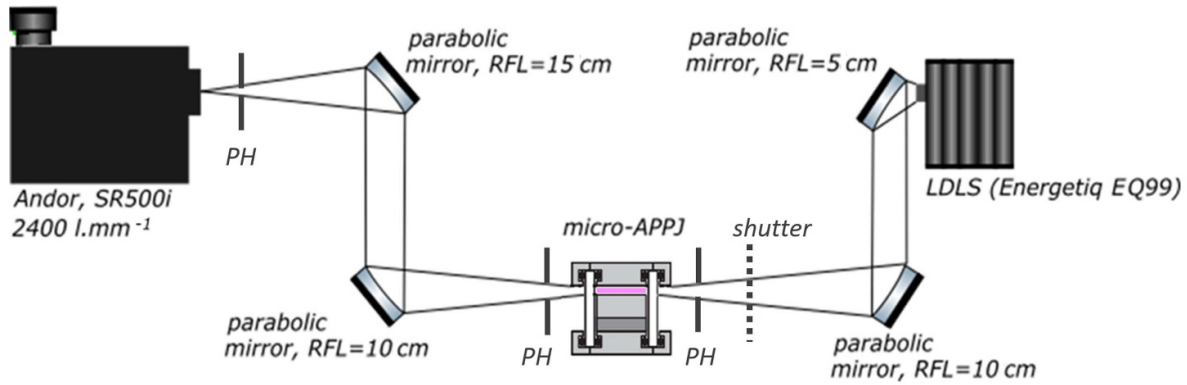 parabolic
mirror, RFL=15 cm
parabolic
mirror, RFL=5 cm
PH
Andor, SR500i
2400 l.mm -1
LDLS (Energetiq EQ99)
micro-APPJ
shutter
parabolic
mirror, RFL=10 cm
PH
PH
parabolic
mirror, RFL=10 cm